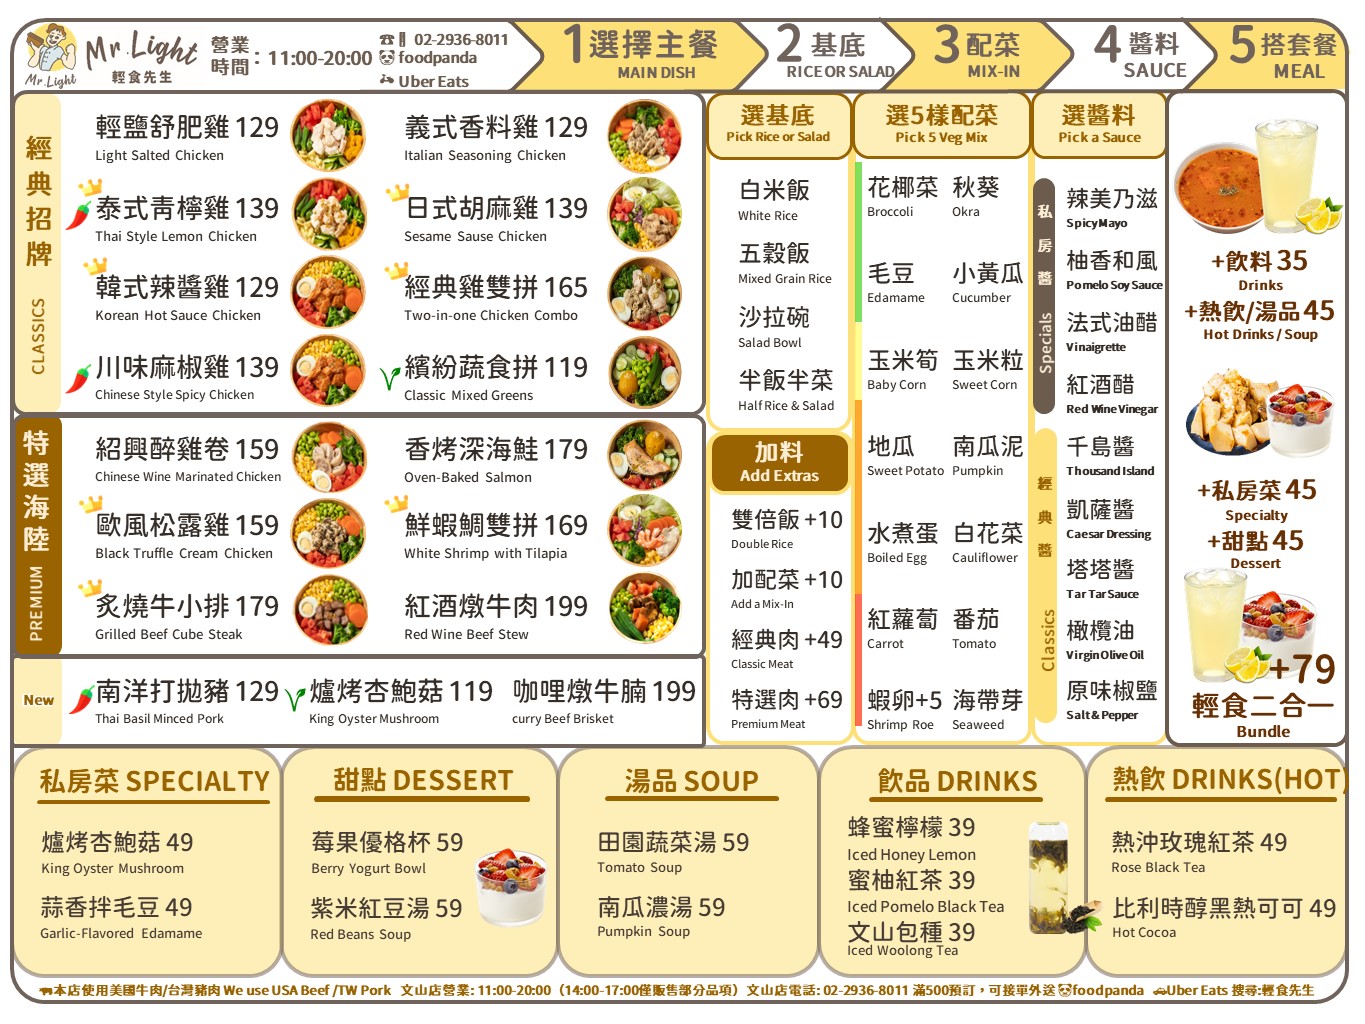 Mr. Light
Mr. Light
輕食先生
營業時間: 11:00-20:00
02-2936-8011
foodpanda
Uber Eats
1 選擇主餐
MAIN DISH
2 基底
RICE OR SALAD
3 配菜
MIX-IN
4 醬料
SAUCE
5 搭套餐
MEAL
經典招牌
CLASSICS
輕鹽舒肥雞 129
Light Salted Chicken
義式香料雞 129
Italian Seasoning Chicken
泰式青檸雞 139
Thai Style Lemon Chicken
日式胡麻雞 139
Sesame Sause Chicken
韓式辣醬雞 129
Korean Hot Sauce Chicken
經典雞雙拼 165
Two-in-one Chicken Combo
川味麻椒雞 139
Chinese Style Spicy Chicken
繽紛蔬食拼 119
Classic Mixed Greens
特選海陸
PREMIUM
紹興醉雞卷 159
Chinese Wine Marinated Chicken
香烤深海鮭 179
Oven-Baked Salmon
歐風松露雞 159
Black Truffle Cream Chicken
鮮蝦鯛雙拼 169
White Shrimp with Tilapia
炙燒牛小排 179
Grilled Beef Cube Steak
紅酒燉牛肉 199
Red Wine Beef Stew
New
南洋打拋豬 129
Thai Basil Minced Pork
爐烤杏鮑菇 119
King Oyster Mushroom
咖哩燉牛腩 199
curry Beef Brisket
選基底
Pick Rice or Salad
白米飯
White Rice
五穀飯
Mixed Grain Rice
沙拉碗
Salad Bowl
半飯半菜
Half Rice & Salad
加料
Add Extras
雙倍飯 +10
Double Rice
加配菜 +10
Add a Mix-In
經典肉 +49
Classic Meat
特選肉 +69
Premium Meat
選5樣配菜
Pick 5 Veg Mix
花椰菜 秋葵
Broccoli Okra
毛豆 小黃瓜
Edamame Cucumber
玉米筍 玉米粒
Baby Corn Sweet Corn
地瓜 南瓜泥
Sweet Potato Pumpkin
水煮蛋 白花菜
Boiled Egg Cauliflower
紅蘿蔔 番茄
Carrot Tomato
蝦卵+5 海帶芽
Shrimp Roe Seaweed
選醬料
Pick a Sauce
私房醬
Specials
辣美乃滋
Spicy Mayo
柚香和風
Pomelo Soy Sauce
法式油醋
Vinaigrette
紅酒醋
Red Wine Vinegar
經典醬
Classics
千島醬
Thousand Island
凱薩醬
Caesar Dressing
塔塔醬
Tar Tar Sauce
橄欖油
Virgin Olive Oil
原味椒鹽
Salt & Pepper
+飲料 35
Drinks
+熱飲/湯品 45
Hot Drinks / Soup
+私房菜 45
Specialty
+甜點 45
Dessert
+79
輕食二合一
Bundle
私房菜 SPECIALTY
爐烤杏鮑菇 49
King Oyster Mushroom
蒜香拌毛豆 49
Garlic-Flavored Edamame
甜點 DESSERT
莓果優格杯 59
Berry Yogurt Bowl
紫米紅豆湯 59
Red Beans Soup
湯品 SOUP
田園蔬菜湯 59
Tomato Soup
南瓜濃湯 59
Pumpkin Soup
飲品 DRINKS
蜂蜜檸檬 39
Iced Honey Lemon
蜜柚紅茶 39
Iced Pomelo Black Tea
文山包種 39
Iced Woolong Tea
熱飲 DRINKS(HOT)
熱沖玫瑰紅茶 49
Rose Black Tea
比利時醇黑熱可可 49
Hot Cocoa
本店使用美國牛肉/台灣豬肉 We use USA Beef /TW Pork 文山店營業: 11:00-20:00（14:00-17:00僅販售部分品項）文山店電話: 02-2936-8011 滿500預訂，可接單外送 foodpanda Uber Eats 搜尋:輕食先生